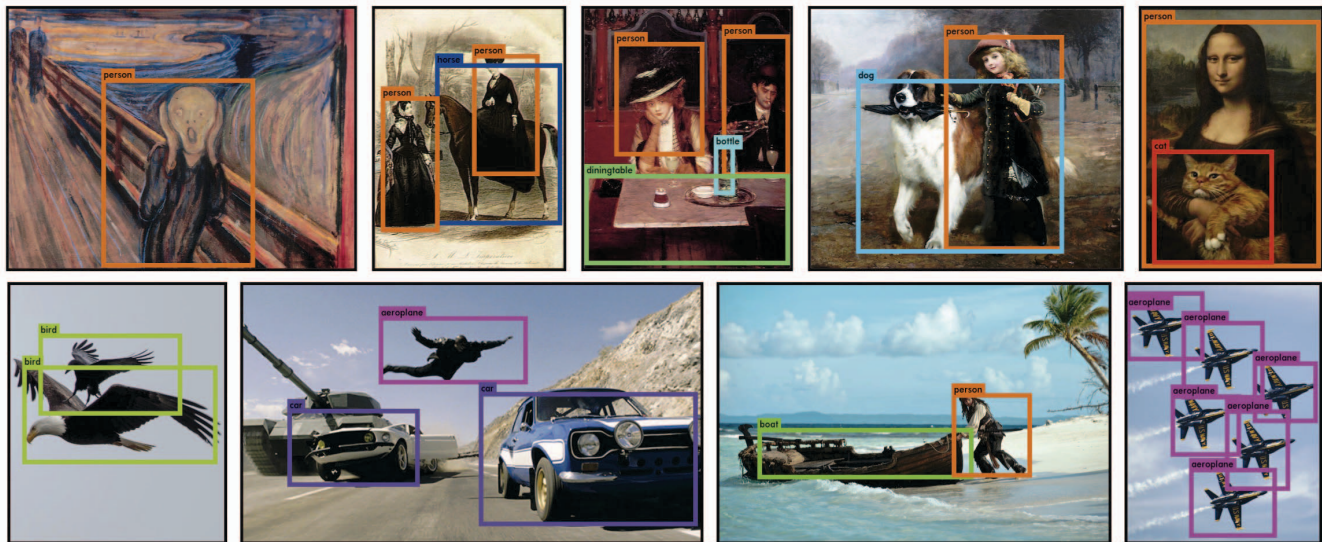 person
person
horse
person
person
person
bottle
diningtable
person
dog
person
cat
bird
bird
aeroplane
car
car
person
boat
aeroplane
aeroplane
aeroplane
aeroplane
aeroplane
aeroplane